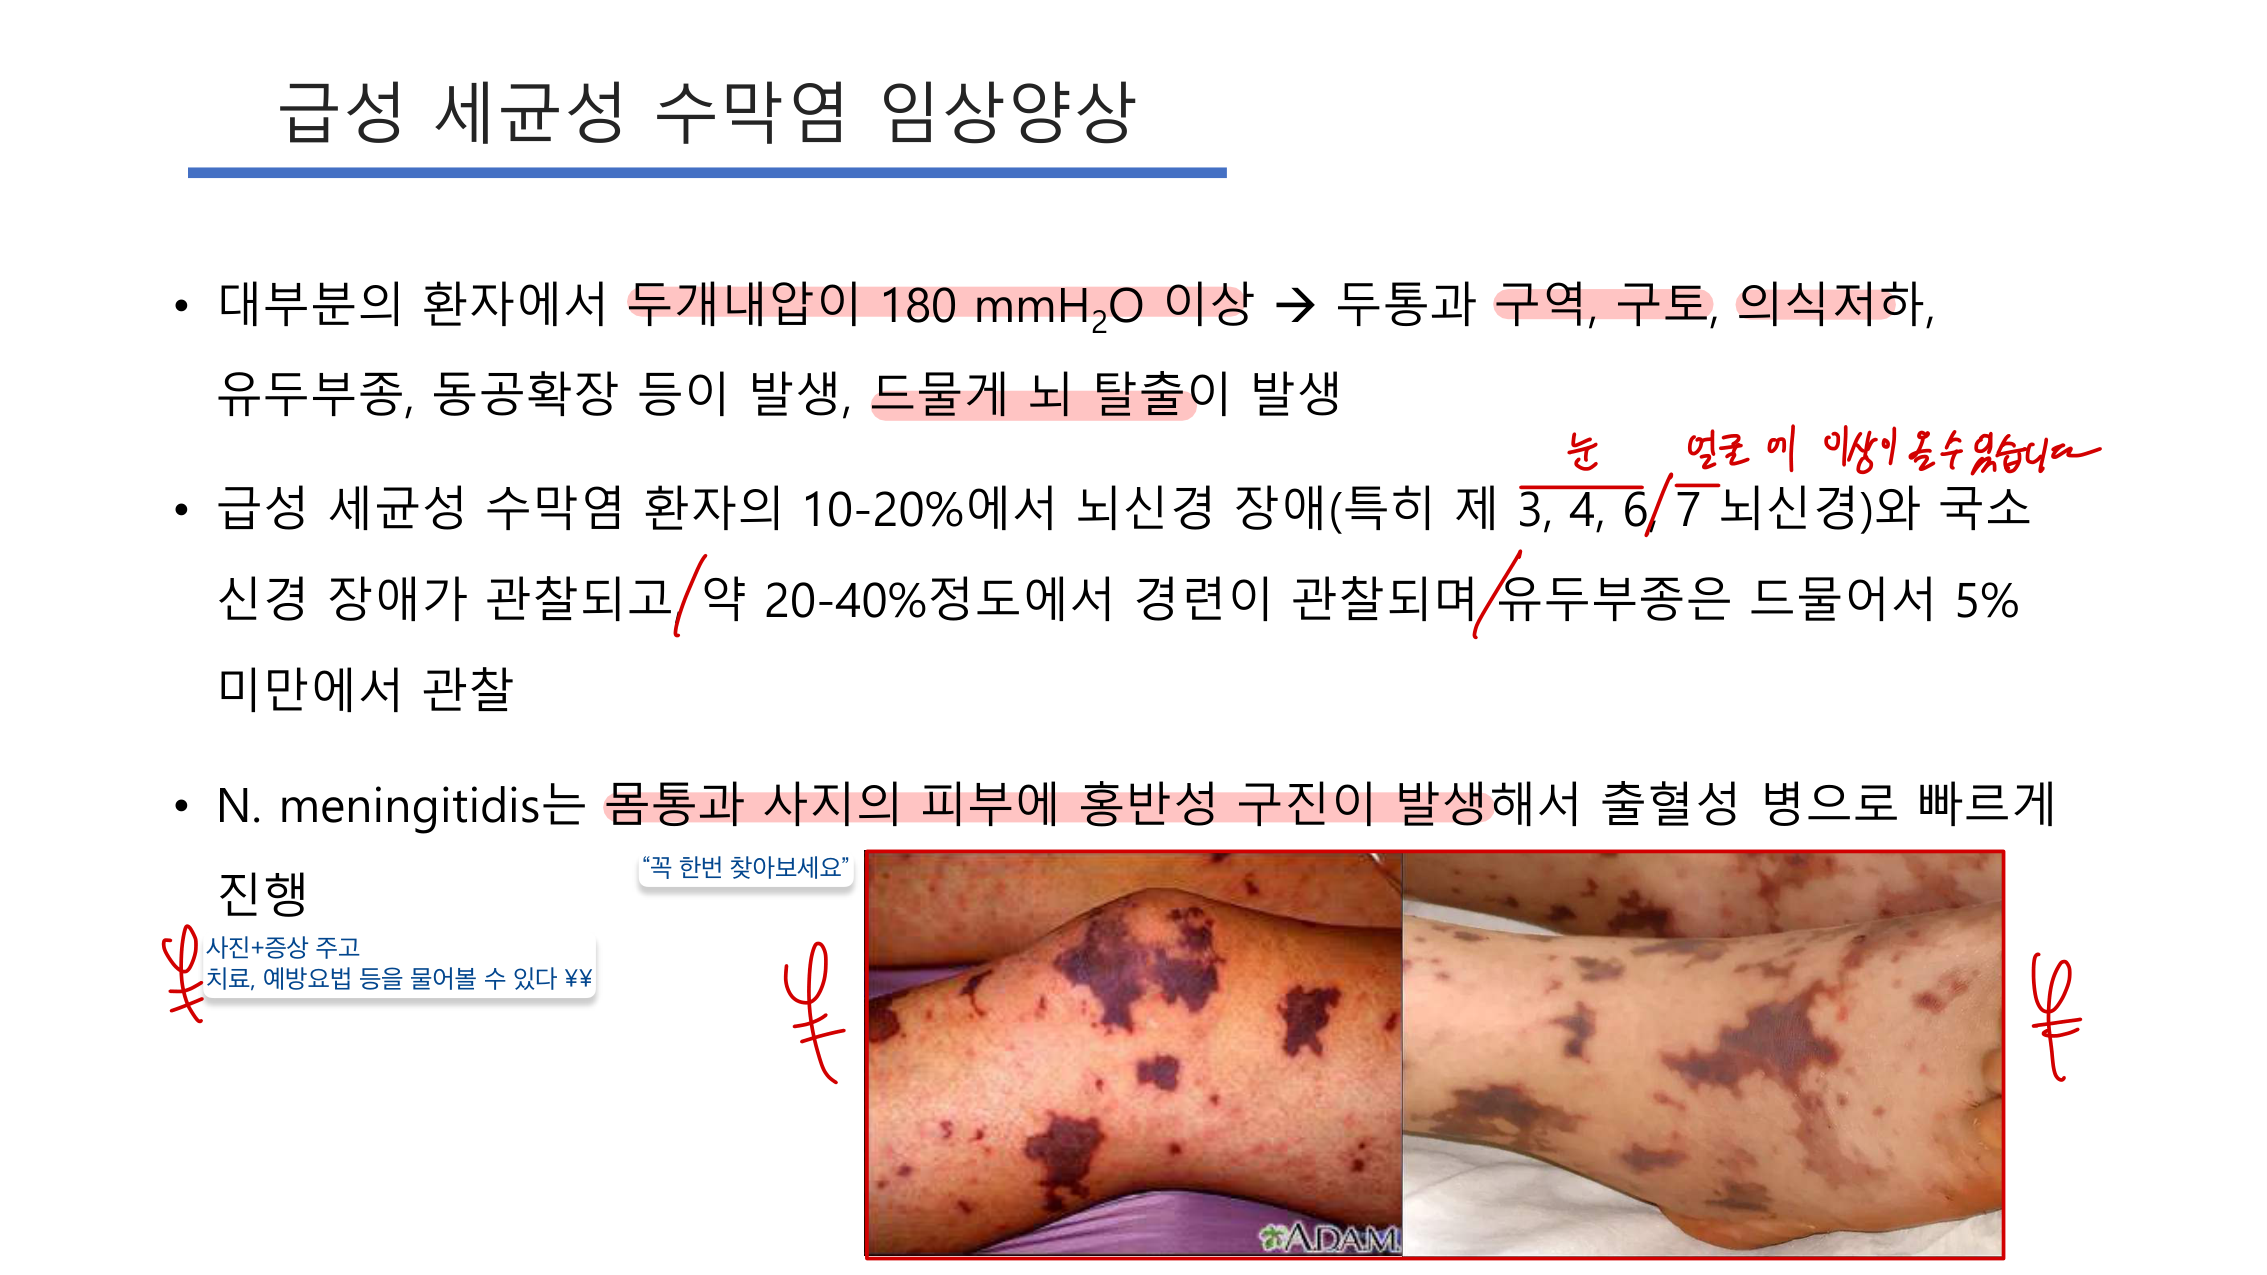 급성 세균성 수막염 임상양상
• 대부분의 환자에서 두개내압이 180 mmH₂O 이상 → 두통과 구역, 구토, 의식저하,
유두부종, 동공확장 등이 발생, 드물게 뇌 탈출이 발생
눈 얼굴에 이상이 올 수 있습니다
• 급성 세균성 수막염 환자의 10-20%에서 뇌신경 장애(특히 제 3, 4, 6, 7 뇌신경)와 국소
신경 장애가 관찰되고, 약 20-40%정도에서 경련이 관찰되며 유두부종은 드물어서 5%
미만에서 관찰
• N. meningitidis는 몸통과 사지의 피부에 홍반성 구진이 발생해서 출혈성 병으로 빠르게
진행
“꼭 한번 찾아보세요”
사진+증상 주고
치료, 예방요법 등을 물어볼 수 있다 ¥¥
ADAM.